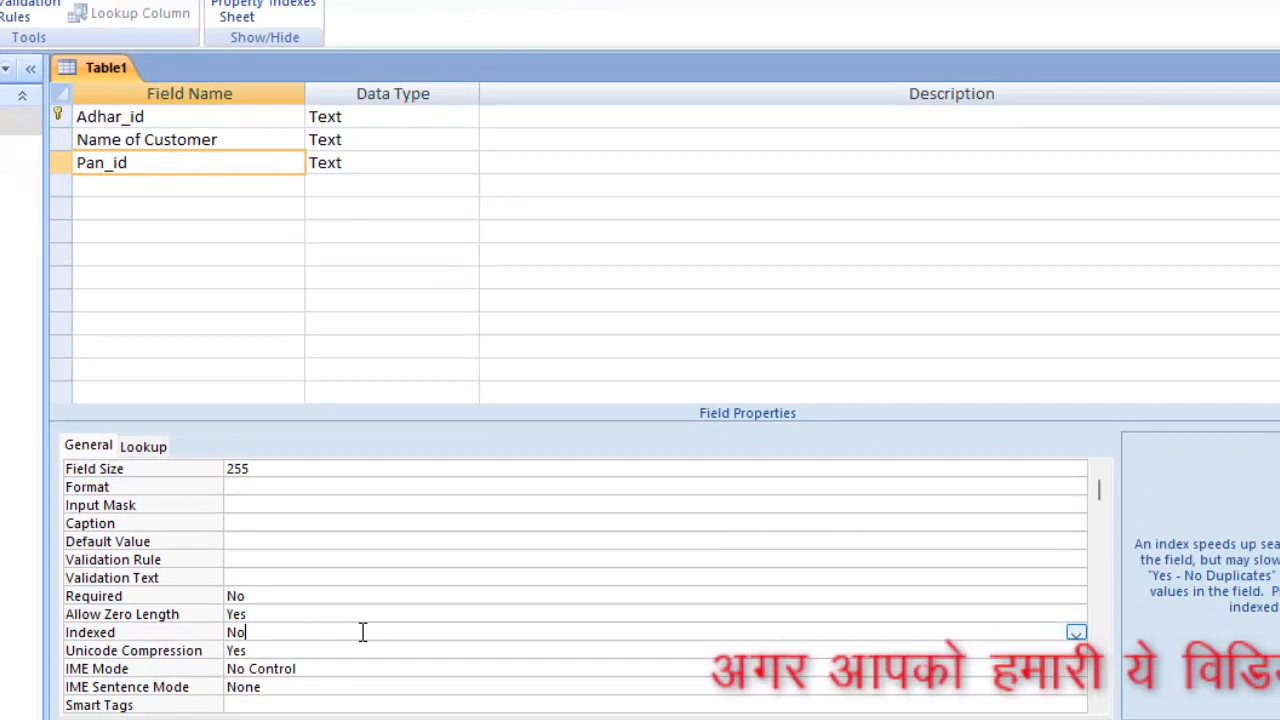 Validation
Rules
Lookup Column
Property Indexes
Sheet
Tools
Show/Hide
Table1
Field Name
Data Type
Description
Adhar_id
Text
Name of Customer
Text
Pan_id
Text
Field Properties
General
Lookup
Field Size
255
Format
Input Mask
Caption
Default Value
Validation Rule
Validation Text
Required
No
Allow Zero Length
Yes
Indexed
No
Unicode Compression
Yes
IME Mode
No Control
IME Sentence Mode
None
Smart Tags
An index speeds up sea
the field, but may slow
"Yes - No Duplicates"
values in the field. P
indexed
अगर आपको हमारी ये